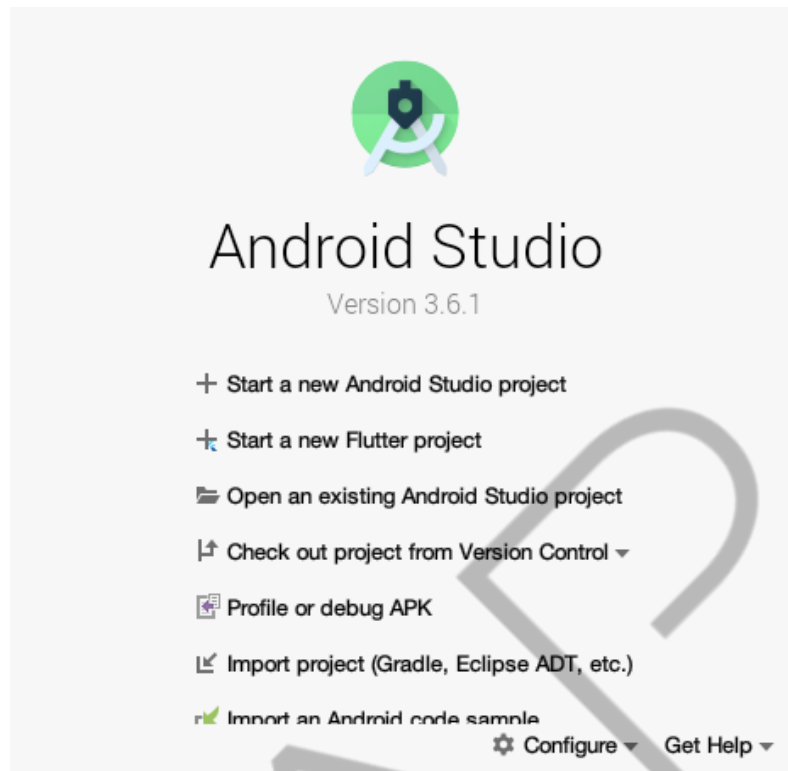 Android Studio
Version 3.6.1
Start a new Android Studio project
Start a new Flutter project
Open an existing Android Studio project
Check out project from Version Control
Profile or debug APK
Import project (Gradle, Eclipse ADT, etc.)
Import an Android code sample
Configure Get Help